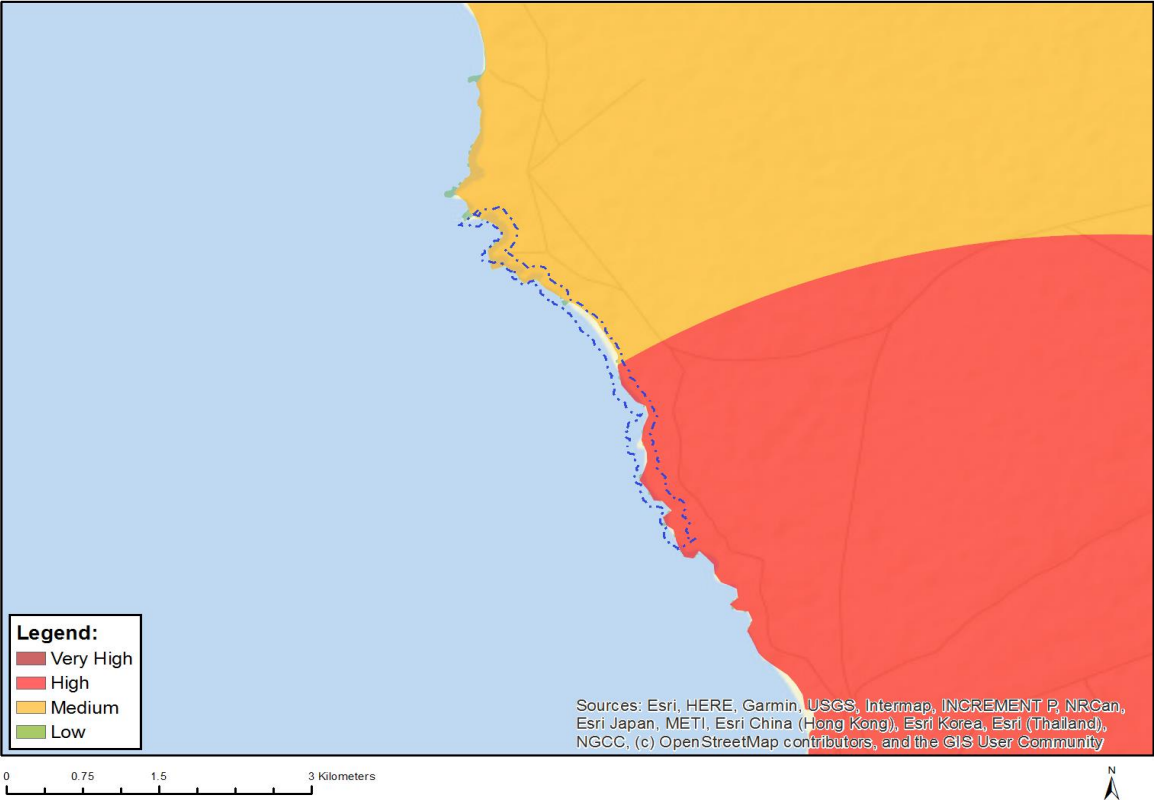 Legend:
Very High
High
Medium
Low
Sources: Esri, HERE, Garmin, USGS, Intermap, INCREMENT P, NRCan,
Esri Japan, METI, Esri China (Hong Kong), Esri Korea, Esri (Thailand),
NGCC, (c) OpenStreetMap contributors, and the GIS User Community
0 0.75 1.5 3 Kilometers
N